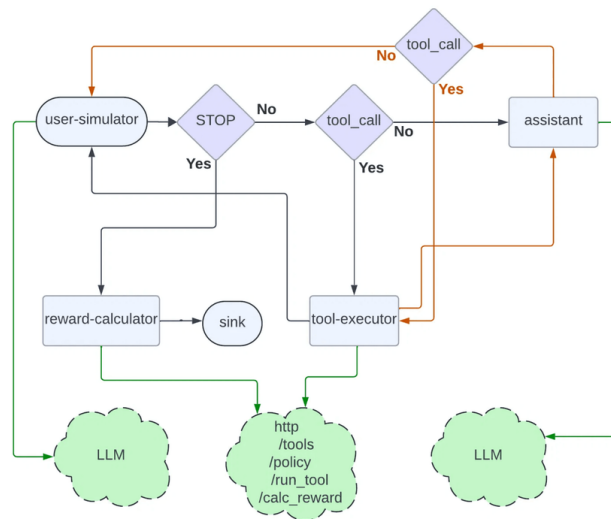 tool_call
No
Yes
user-simulator
STOP
No
tool_call
No
assistant
Yes
Yes
reward-calculator
sink
tool-executor
LLM
http
/tools
/policy
/run_tool
/calc_reward
LLM